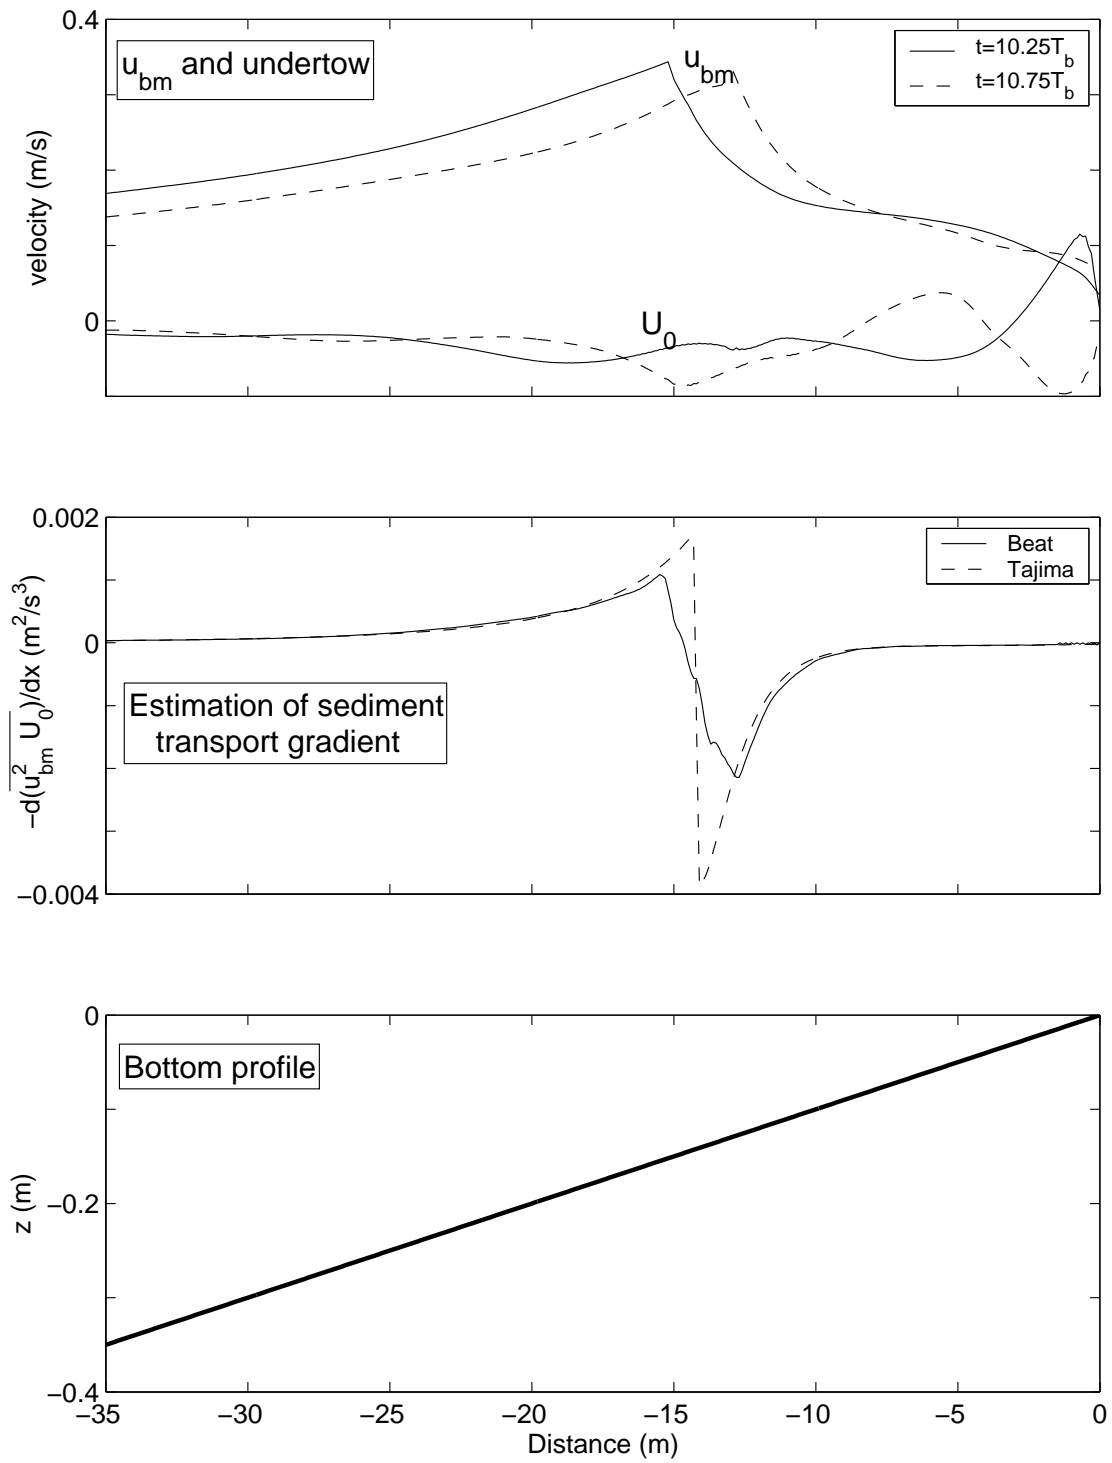 0.4
u_bm and undertow
u_bm
t=10.25T_b
t=10.75T_b
velocity (m/s)
0
U_0
0.002
Beat
Tajima
0
−d(u_bm^2 U_0)/dx (m^2/s^3)
Estimation of sediment
transport gradient
−0.004
0
Bottom profile
z (m)
−0.2
−0.4
−35 −30 −25 −20 −15 −10 −5 0
Distance (m)